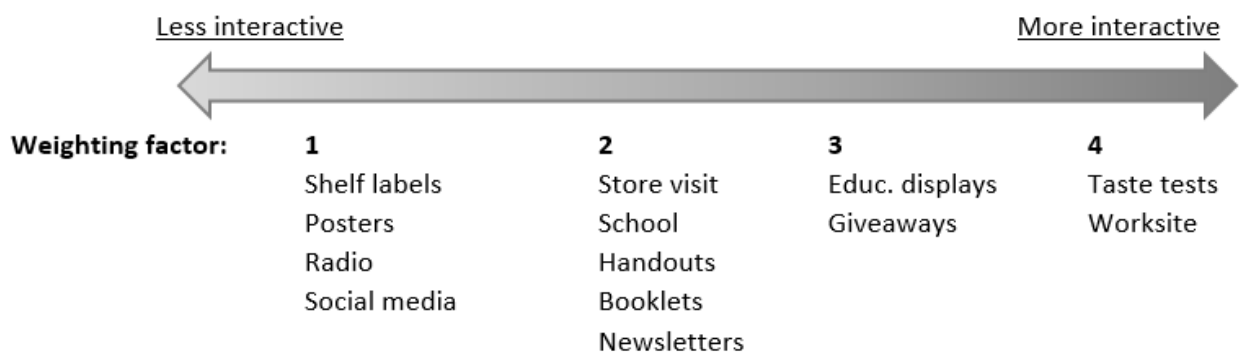 Less interactive More interactive
Weighting factor: 1 2 3 4
Shelf labels Store visit Educ. displays Taste tests
Posters School Giveaways Worksite
Radio Handouts
Social media Booklets
Newsletters